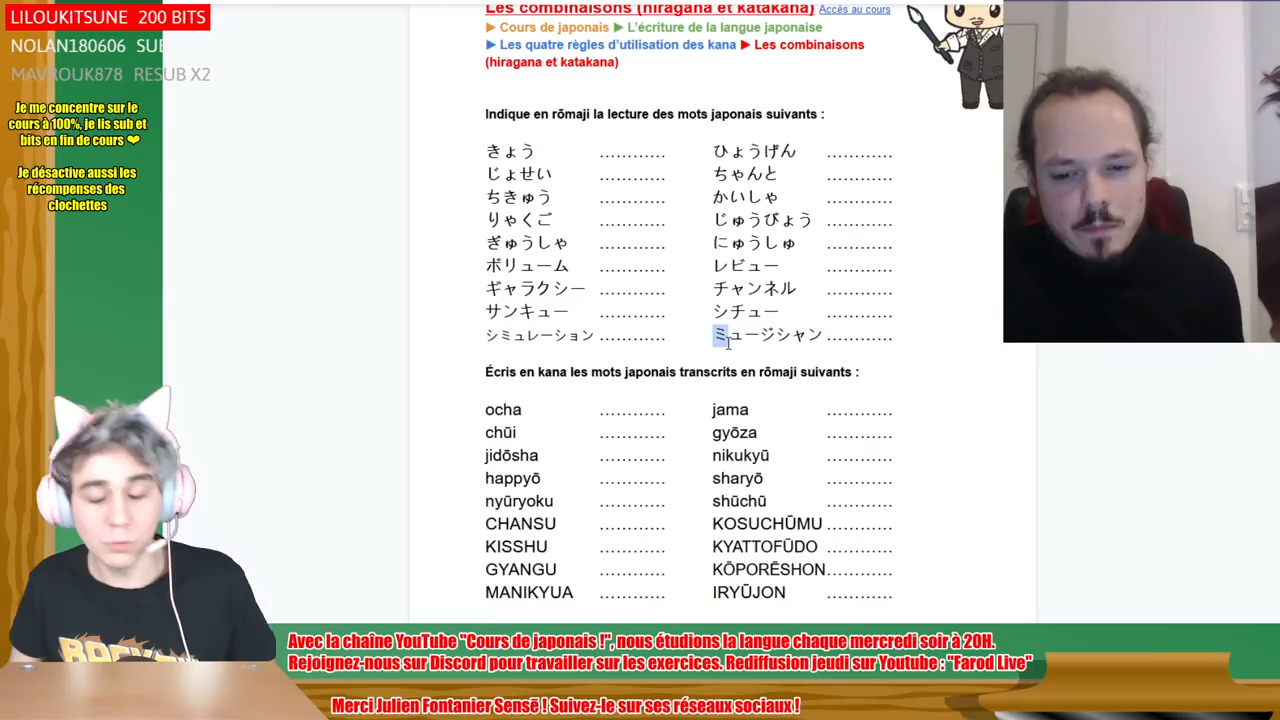 LILOUKITSUNE 200 BITS
NOLAN180606 SUB
MAVROUK878 RESUB X2
Je me concentre sur le
cours à 100%, je lis sub et
bits en fin de cours ❤
Je désactive aussi les
récompenses des
clochettes
Les combinaisons (hiragana et katakana) Accès au cours
► Cours de japonais ► L'écriture de la langue japonaise
► Les quatre règles d'utilisation des kana ► Les combinaisons
(hiragana et katakana)
Indique en rōmaji la lecture des mots japonais suivants :
きょう ………… ひょうげん …………
じょせい ………… ちゃんと …………
ちきゅう ………… かいしゃ …………
りゃくご ………… じゅうびょう …………
ぎゅうしゃ ………… にゅうしゅ …………
ボリューム ………… レビュー …………
ギャラクシー ………… チャンネル …………
サンキュー ………… シチュー …………
シミュレーション ………… ミュージシャン …………
Écris en kana les mots japonais transcrits en rōmaji suivants :
ocha ………… jama …………
chūi ………… gyōza …………
jidōsha ………… nikukyū …………
happyō ………… sharyō …………
nyūryoku ………… shūchū …………
CHANSU ………… KOSUCHŪMU …………
KISSHU ………… KYATTOFŪDO …………
GYANGU ………… KŌPORĒSHON …………
MANIKYUA ………… IRYŪJON …………
Avec la chaîne YouTube "Cours de japonais !", nous étudions la langue chaque mercredi soir à 20H.
Rejoignez-nous sur Discord pour travailler sur les exercices. Rediffusion jeudi sur Youtube : "Farod Live"
Merci Julien Fontanier Sensē ! Suivez-le sur ses réseaux sociaux !